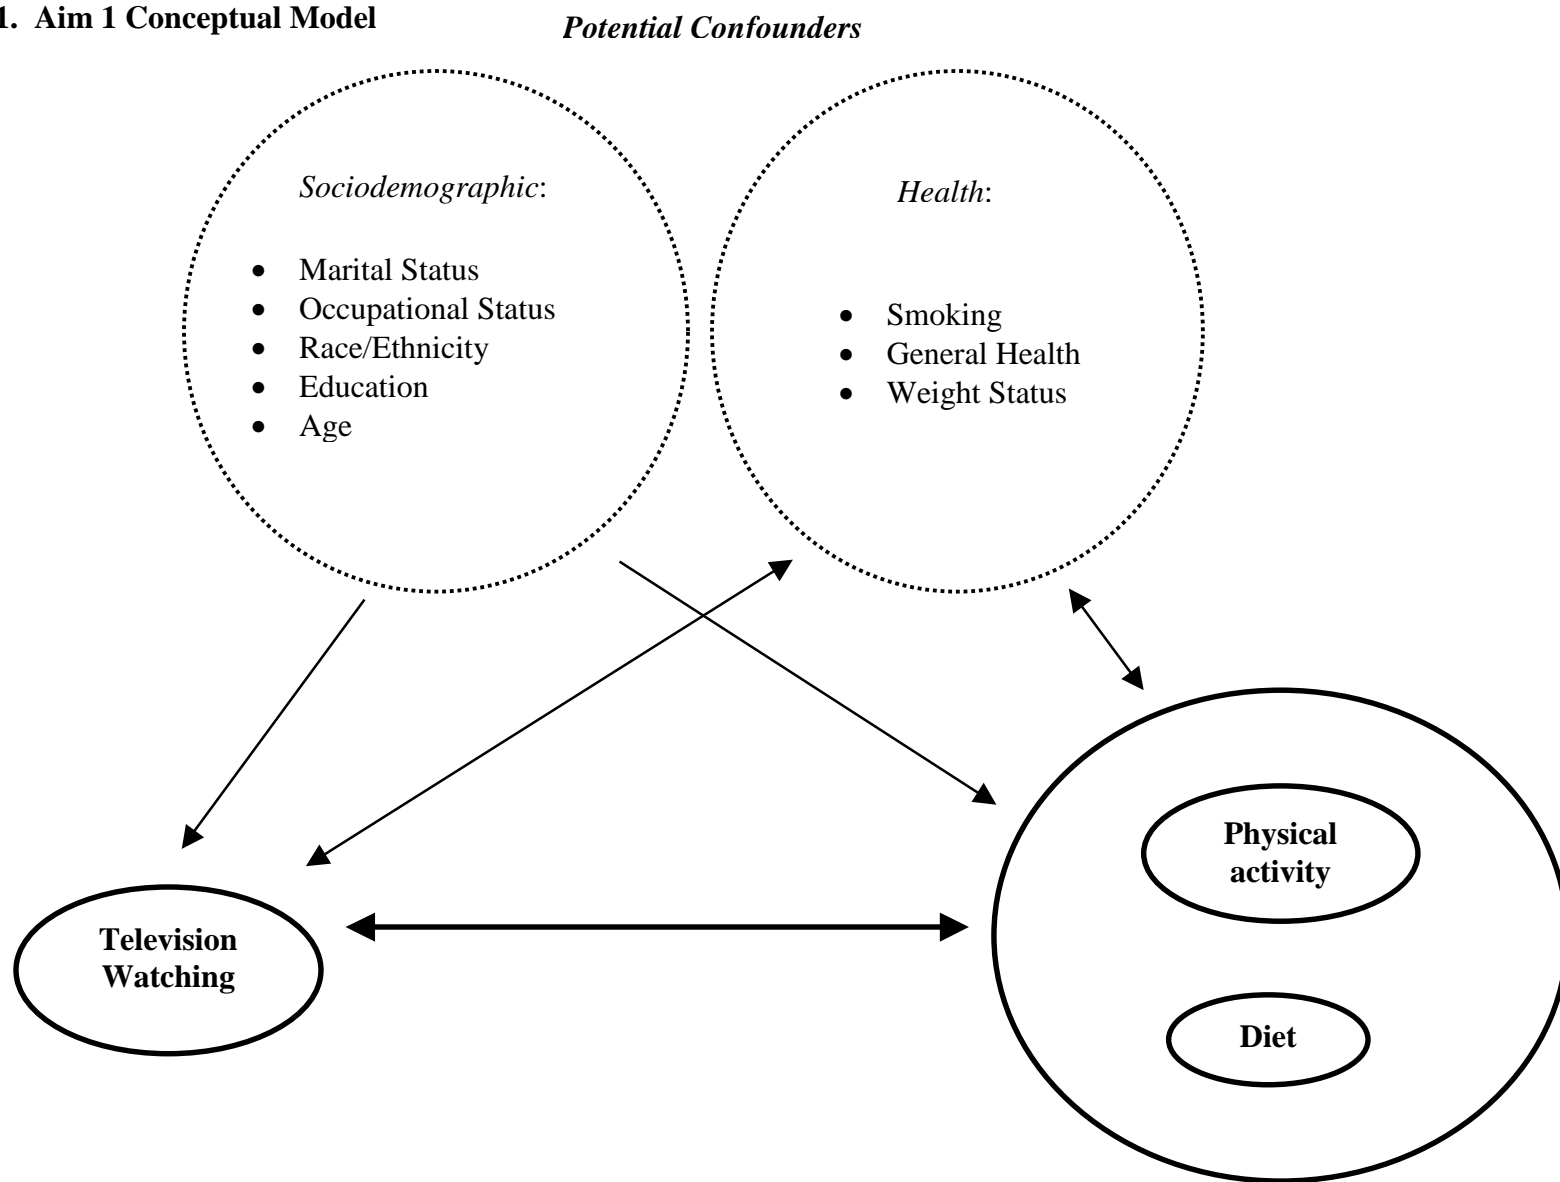 1. Aim 1 Conceptual Model
Potential Confounders
Sociodemographic:
• Marital Status
• Occupational Status
• Race/Ethnicity
• Education
• Age
Health:
• Smoking
• General Health
• Weight Status
Physical
activity
Television
Watching
Diet